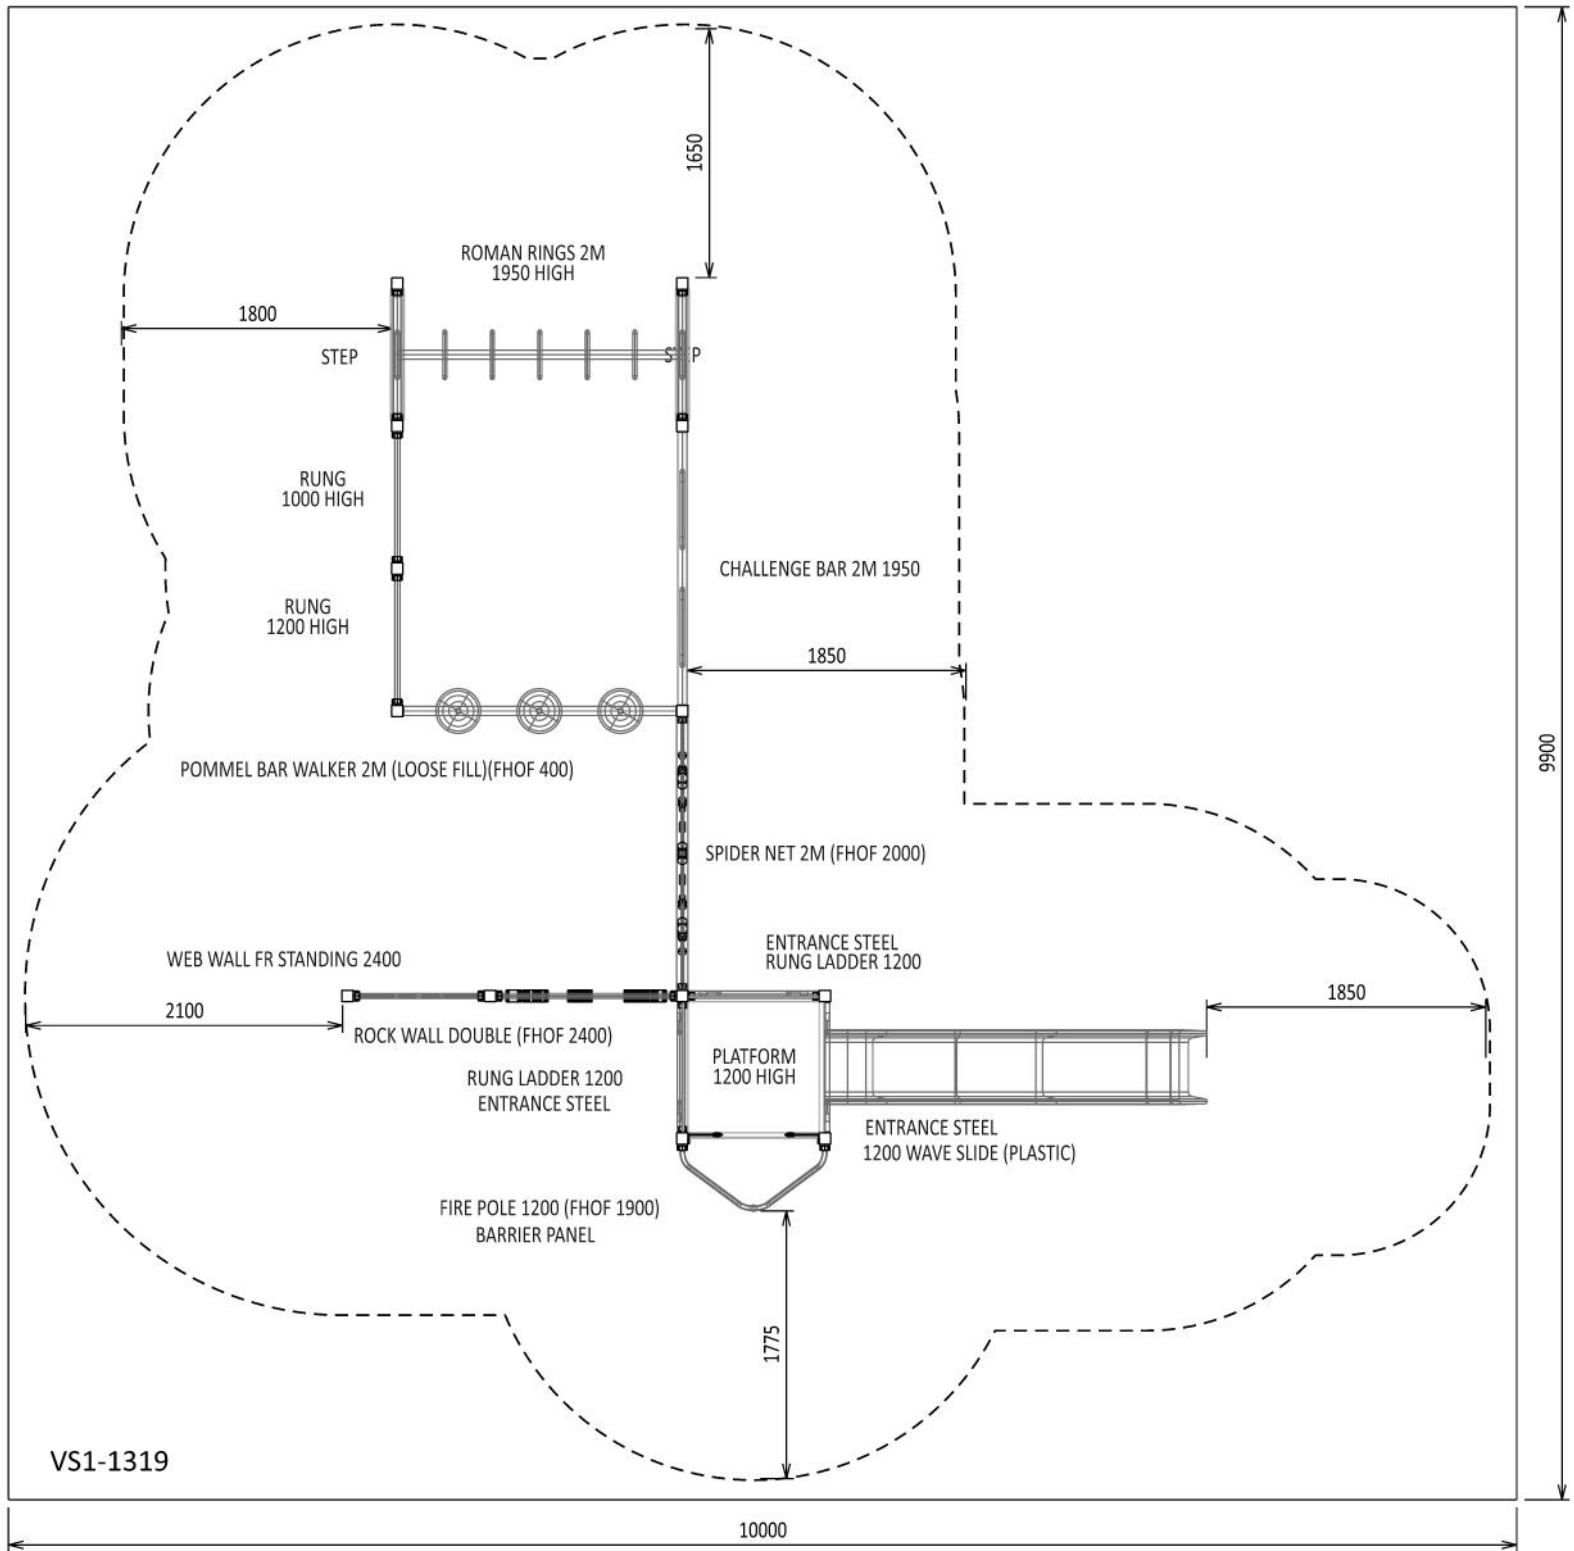 1650
ROMAN RINGS 2M
1950 HIGH
1800
STEP
STEP
RUNG
1000 HIGH
CHALLENGE BAR 2M 1950
RUNG
1200 HIGH
1850
9900
POMMEL BAR WALKER 2M (LOOSE FILL)(FHOF 400)
SPIDER NET 2M (FHOF 2000)
WEB WALL FR STANDING 2400
ENTRANCE STEEL
RUNG LADDER 1200
2100
1850
ROCK WALL DOUBLE (FHOF 2400)
PLATFORM
1200 HIGH
RUNG LADDER 1200
ENTRANCE STEEL
ENTRANCE STEEL
1200 WAVE SLIDE (PLASTIC)
FIRE POLE 1200 (FHOF 1900)
BARRIER PANEL
1775
VS1-1319
10000